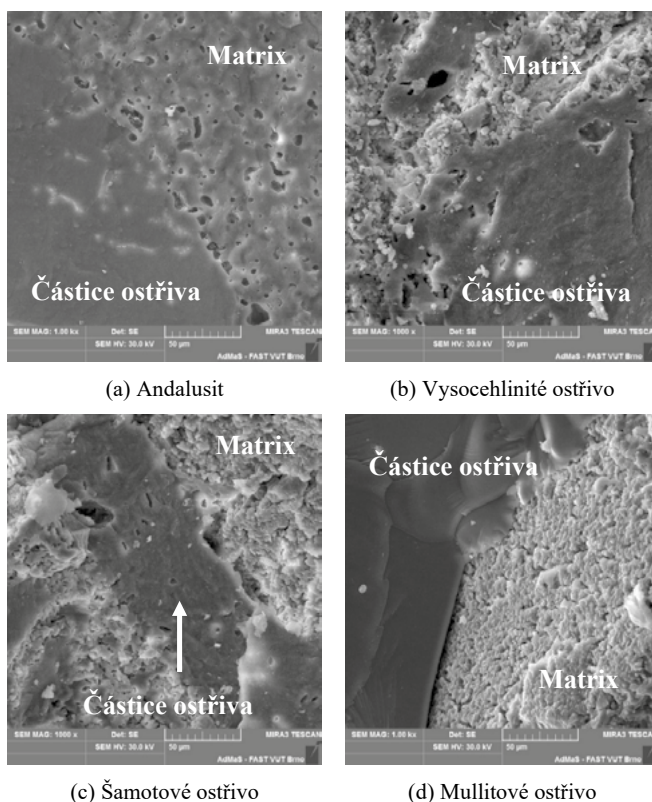 Matrix
Částice ostřiva
SEM MAG: 1.00 kx Det: SE MIRA3 TESCAN
SEM HV: 30.0 kV 50 µm
AdMaS - FAST VUT Brno
Matrix
Částice ostřiva
SEM MAG: 1000 x Det: SE MIRA3 TESCAN
SEM HV: 30.0 kV 50 µm
AdMaS - FAST VUT Brno
(a) Andalusit
(b) Vysocehlinité ostřivo
Matrix
Částice ostřiva
SEM MAG: 1000 x Det: SE MIRA3 TESCAN
SEM HV: 30.0 kV 50 µm
AdMaS - FAST VUT Brno
Částice ostřiva
Matrix
SEM MAG: 1.00 kx Det: SE MIRA3 TESCAN
SEM HV: 30.0 kV 50 µm
AdMaS - FAST VUT Brno
(c) Šamotové ostřivo
(d) Mullitové ostřivo